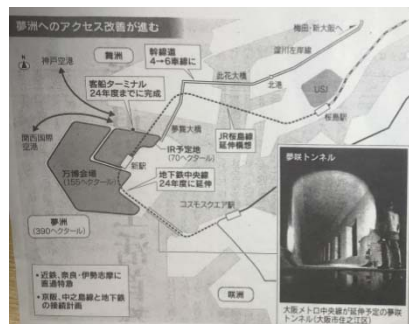 夢洲へのアクセス改善が進む
梅田・新大阪へ
淀川左岸線
舞洲
幹線道
4→6車線に
此花大橋
北港
神戸空港
客船ターミナル
24年度までに完成
USJ
桜島駅
夢舞大橋
関西国際
空港
IR予定地
(70ヘクタール)
JR桜島線
延伸構想
新駅
万博会場
(155ヘクタール)
地下鉄中央線
24年度に延伸
夢咲トンネル
コスモスクエア駅
夢洲
(390ヘクタール)
・近鉄、奈良・伊勢志摩に
直通特急
・京阪、中之島線と地下鉄
の接続計画
咲洲
大阪メトロ中央線が延伸予定の夢咲
トンネル(大阪市住之江区)